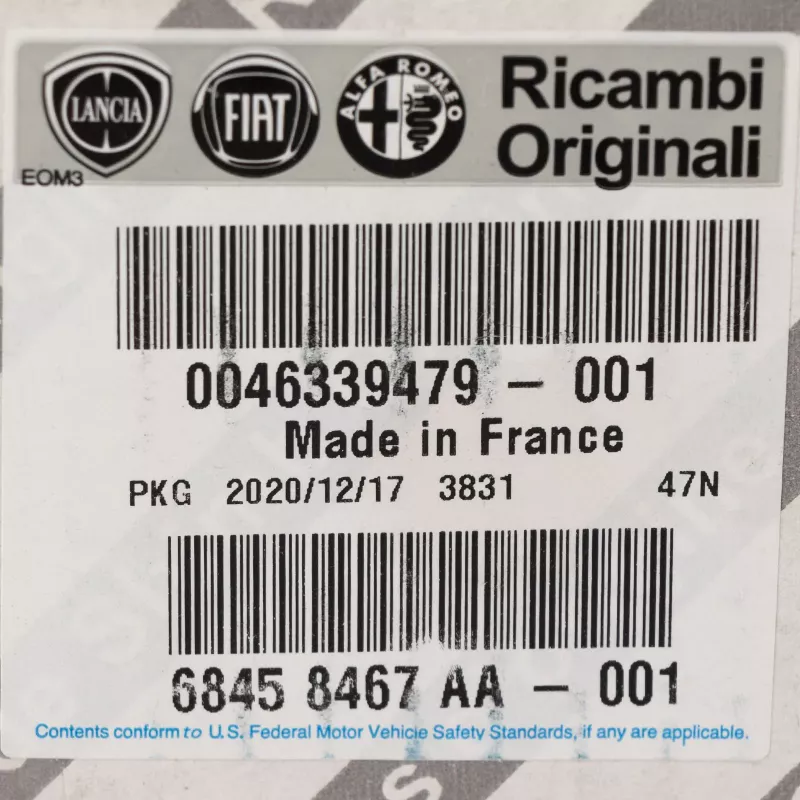 LANCIA
FIAT
ALFA ROMEO
Ricambi
Originali
EOM3
0046339479 – 001
Made in France
PKG 2020/12/17 3831 47N
6845 8467 AA – 001
Contents conform to U.S. Federal Motor Vehicle Safety Standards, if any are applicable.